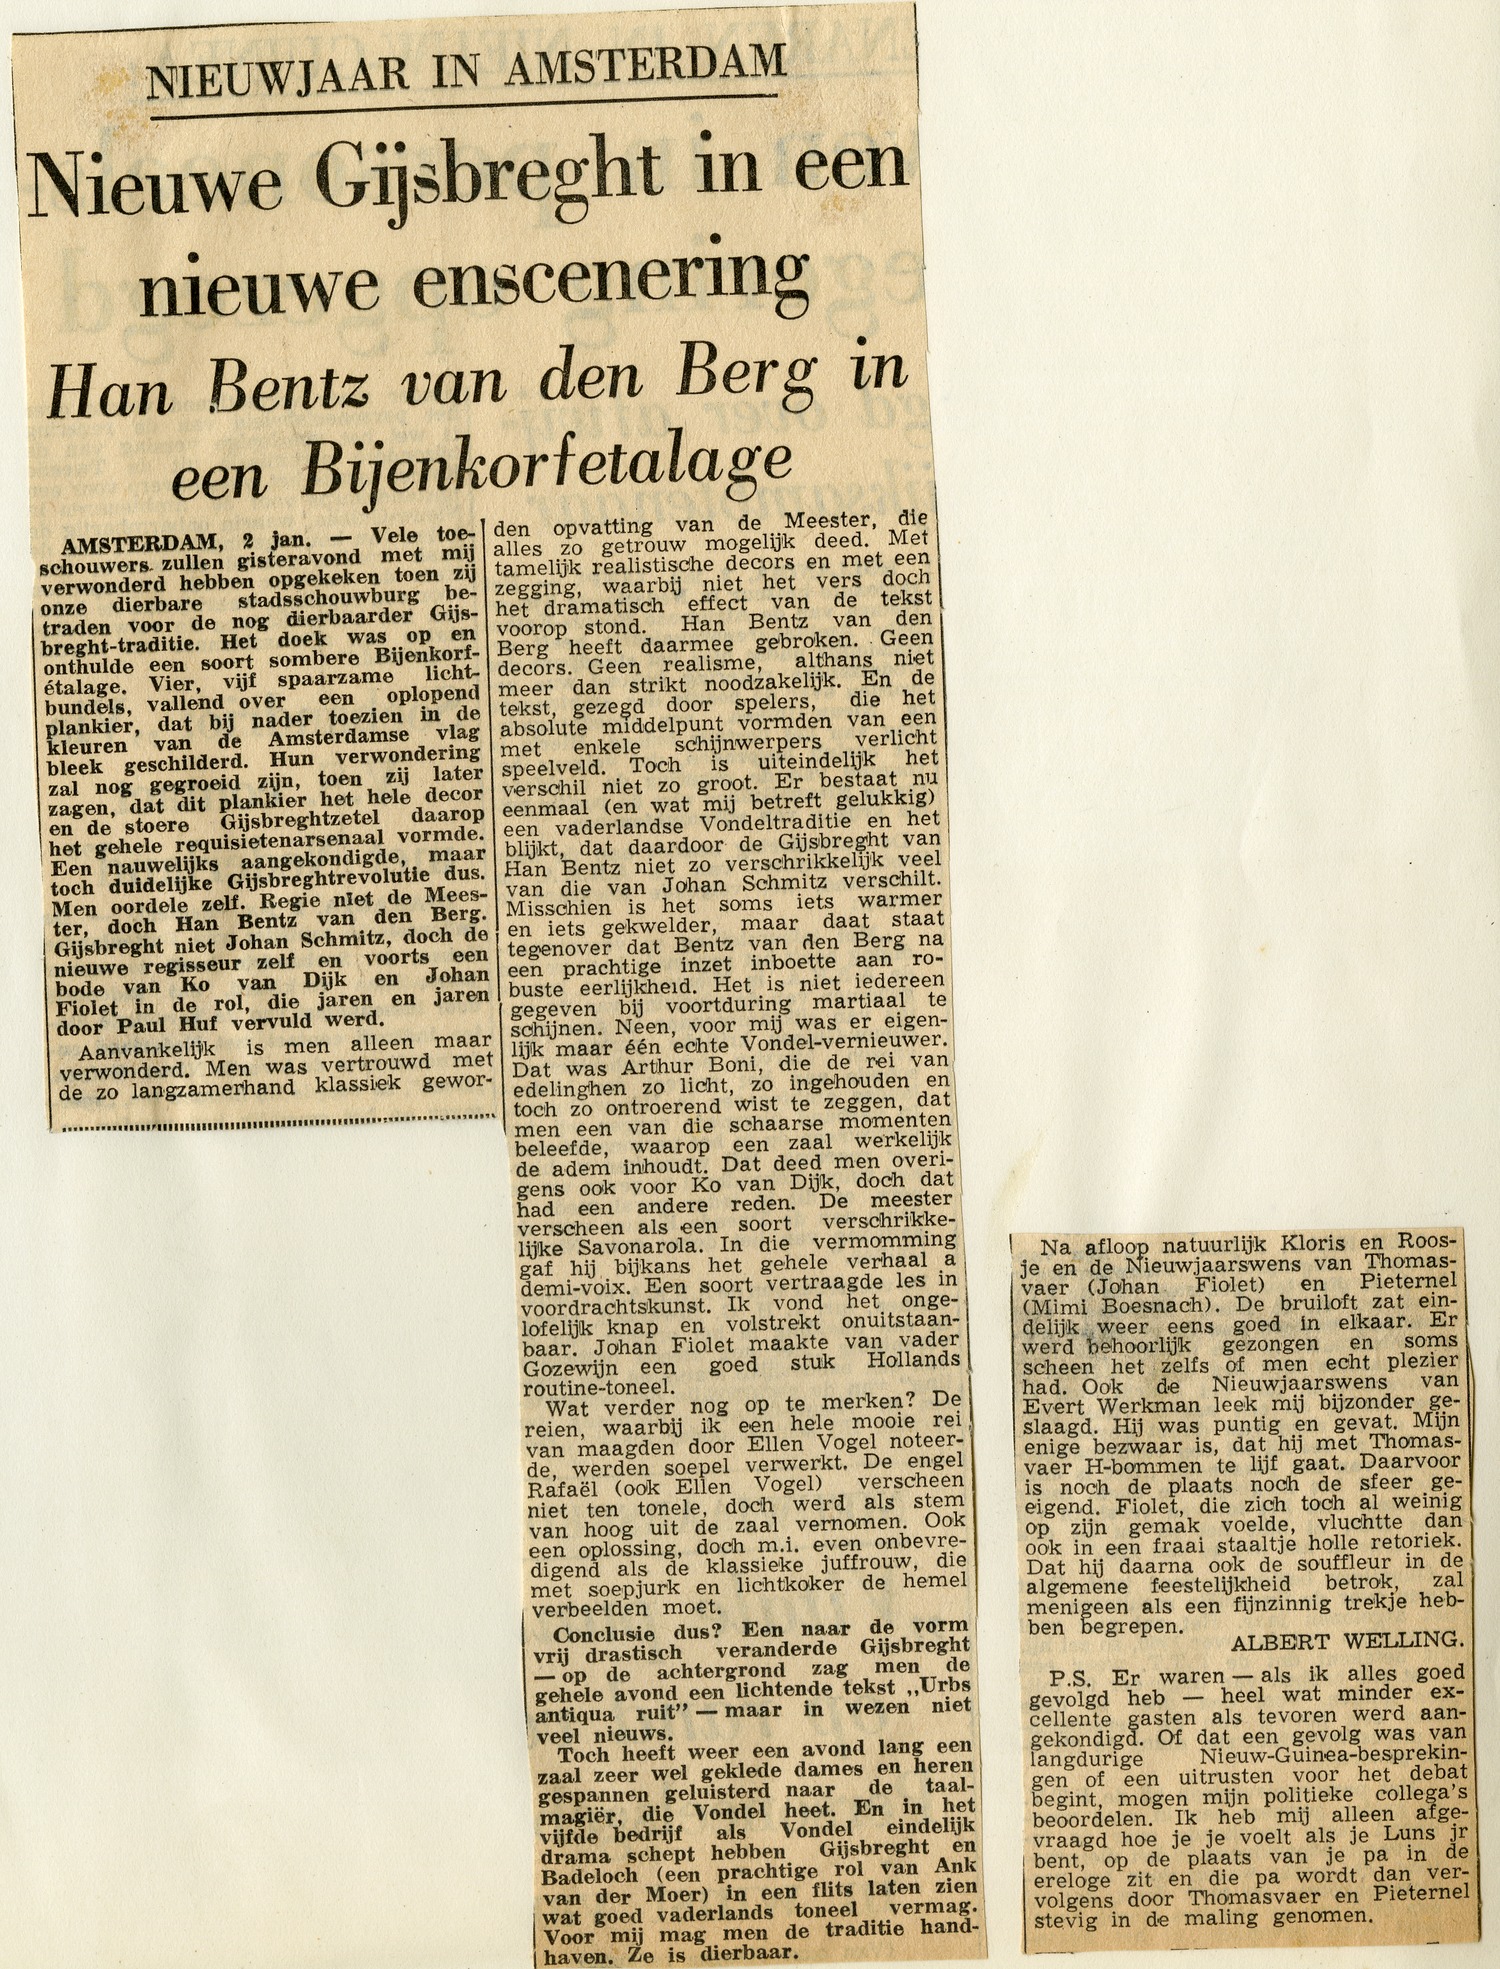 NIEUWJAAR IN AMSTERDAM
Nieuwe Gijsbreght in een
nieuwe enscenering
Han Bentz van den Berg in
een Bijenkorfetalage
AMSTERDAM, 2 jan. — Vele toe-
schouwers zullen gisteravond met mij
verwonderd hebben opgekeken toen zij
onze dierbare stadsschouwburg be-
traden voor de nog dierbaarder Gijs-
breght-traditie. Het doek was op en
onthulde een soort sombere Bijenkorf-
étalage. Vier, vijf spaarzame licht-
bundels, vallend over een oplopend
plankier, dat bij nader toezien in de
kleuren van de Amsterdamse vlag
bleek geschilderd. Hun verwondering
zal nog gegroeid zijn, toen zij later
zagen, dat dit plankier het hele decor
en de stoere Gijsbreghtzetel daarop
het gehele requisietenarsenaal vormde.
Een nauwelijks aangekondigde, maar
toch duidelijke Gijsbreghtrevolutie dus.
Men oordele zelf. Regie niet de Mees-
ter, doch Han Bentz van den Berg.
Gijsbreght niet Johan Schmitz, doch de
nieuwe regisseur zelf en voorts een
bode van Ko van Dijk en Johan
Fiolet in de rol, die jaren en jaren
door Paul Huf vervuld werd.
Aanvankelijk is men alleen maar
verwonderd. Men was vertrouwd met
de zo langzamerhand klassiek gewor-
den opvatting van de Meester, die
alles zo getrouw mogelijk deed. Met
tamelijk realistische decors en met een
zegging, waarbij niet het vers doch
het dramatisch effect van de tekst
voorop stond. Han Bentz van den
Berg heeft daarmee gebroken. Geen
decors. Geen realisme, althans niet
meer dan strikt noodzakelijk. En de
tekst, gezegd door spelers, die het
absolute middelpunt vormden van een
met enkele schijnwerpers verlicht
speelveld. Toch is uiteindelijk het
verschil niet zo groot. Er bestaat nu
eenmaal (en wat mij betreft gelukkig)
een vaderlandse Vondeltraditie en het
blijkt, dat daardoor de Gijsbreght van
Han Bentz niet zo verschrikkelijk veel
van die van Johan Schmitz verschilt.
Misschien is het soms iets warmer
en iets gekwelder, maar daat staat
tegenover dat Bentz van den Berg na
een prachtige inzet inboette aan ro-
buste eerlijkheid. Het is niet iedereen
gegeven bij voortduring martiaal te
schijnen. Neen, voor mij was er eigen-
lijk maar één echte Vondel-vernieuwer.
Dat was Arthur Boni, die de rei van
edelinghen zo licht, zo ingehouden en
toch zo ontroerend wist te zeggen, dat
men een van die schaarse momenten
beleefde, waarop een zaal werkelijk
de adem inhoudt. Dat deed men overi-
gens ook voor Ko van Dijk, doch dat
had een andere reden. De meester
verscheen als een soort verschrikke-
lijke Savonarola. In die vermomming
gaf hij bijkans het gehele verhaal a
demi-voix. Een soort vertraagde les in
voordrachtskunst. Ik vond het onge-
lofelijk knap en volstrekt onuitstaan-
baar. Johan Fiolet maakte van vader
Gozewijn een goed stuk Hollands
routine-toneel.
Wat verder nog op te merken? De
reien, waarbij ik een hele mooie rei
van maagden door Ellen Vogel noteer-
de, werden soepel verwerkt. De engel
Rafaël (ook Ellen Vogel) verscheen
niet ten tonele, doch werd als stem
van hoog uit de zaal vernomen. Ook
een oplossing, doch m.i. even onbevre-
digend als de klassieke juffrouw, die
met soepjurk en lichtkoker de hemel
verbeelden moet.
Conclusie dus? Een naar de vorm
vrij drastisch veranderde Gijsbreght
— op de achtergrond zag men de
gehele avond een lichtende tekst „Urbs
antiqua ruit” — maar in wezen niet
veel nieuws.
Toch heeft weer een avond lang een
zaal zeer wel geklede dames en heren
gespannen geluisterd naar de taal-
magiër, die Vondel heet. En in het
vijfde bedrijf als Vondel eindelijk
drama schept hebben Gijsbreght en
Badeloch (een prachtige rol van Ank
van der Moer) in een flits laten zien
wat goed vaderlands toneel vermag.
Voor mij mag men de traditie hand-
haven. Ze is dierbaar.
Na afloop natuurlijk Kloris en Roos-
je en de Nieuwjaarswens van Thomas-
vaer (Johan Fiolet) en Pieternel
(Mimi Boesnach). De bruiloft zat ein-
delijk weer eens goed in elkaar. Er
werd behoorlijk gezongen en soms
scheen het zelfs of men echt plezier
had. Ook de Nieuwjaarswens van
Evert Werkman leek mij bijzonder ge-
slaagd. Hij was puntig en gevat. Mijn
enige bezwaar is, dat hij met Thomas-
vaer H-bommen te lijf gaat. Daarvoor
is noch de plaats noch de sfeer ge-
eigend. Fiolet, die zich toch al weinig
op zijn gemak voelde, vluchtte dan
ook in een fraai staaltje holle retoriek.
Dat hij daarna ook de souffleur in de
algemene feestelijkheid betrok, zal
menigeen als een fijnzinnig trekje heb-
ben begrepen.
ALBERT WELLING.
P.S. Er waren — als ik alles goed
gevolgd heb — heel wat minder ex-
cellente gasten als tevoren werd aan-
gekondigd. Of dat een gevolg was van
langdurige Nieuw-Guinea-besprekin-
gen of een uitrusten voor het debat
begint, mogen mijn politieke collega's
beoordelen. Ik heb mij alleen afge-
vraagd hoe je je voelt als je Luns jr
bent, op de plaats van je pa in de
ereloge zit en die pa wordt dan ver-
volgens door Thomasvaer en Pieternel
stevig in de maling genomen.